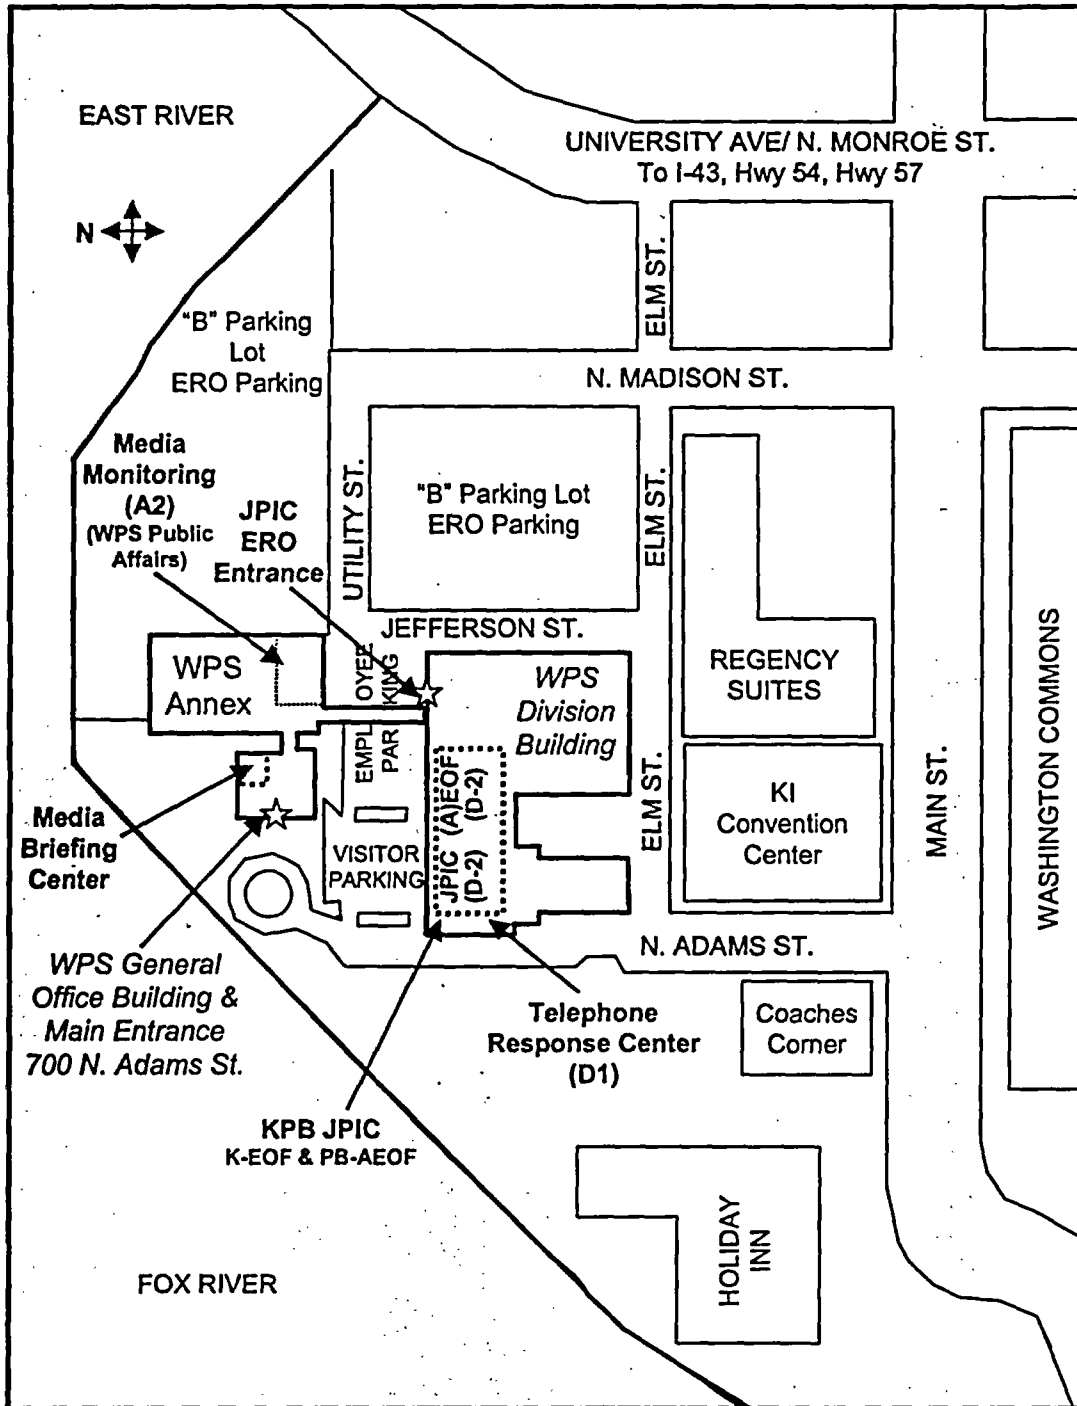 EAST RIVER
UNIVERSITY AVE/ N. MONROE ST.
To I-43, Hwy 54, Hwy 57
N
ELM ST.
"B" Parking
Lot
ERO Parking
N. MADISON ST.
Media
Monitoring
(A2)
(WPS Public
Affairs)
JPIC
ERO
Entrance
UTILITY ST.
"B" Parking Lot
ERO Parking
ELM ST.
JEFFERSON ST.
WPS
Annex
EMPLOYEE
PARKING
WPS
Division
Building
REGENCY
SUITES
WASHINGTON COMMONS
JPIC (A)EOF
(D-2) (D-2)
ELM ST.
KI
Convention
Center
MAIN ST.
Media
Briefing
Center
VISITOR
PARKING
N. ADAMS ST.
WPS General
Office Building &
Main Entrance
700 N. Adams St.
Telephone
Response Center
(D1)
Coaches
Corner
KPB JPIC
K-EOF & PB-AEOF
HOLIDAY
INN
FOX RIVER